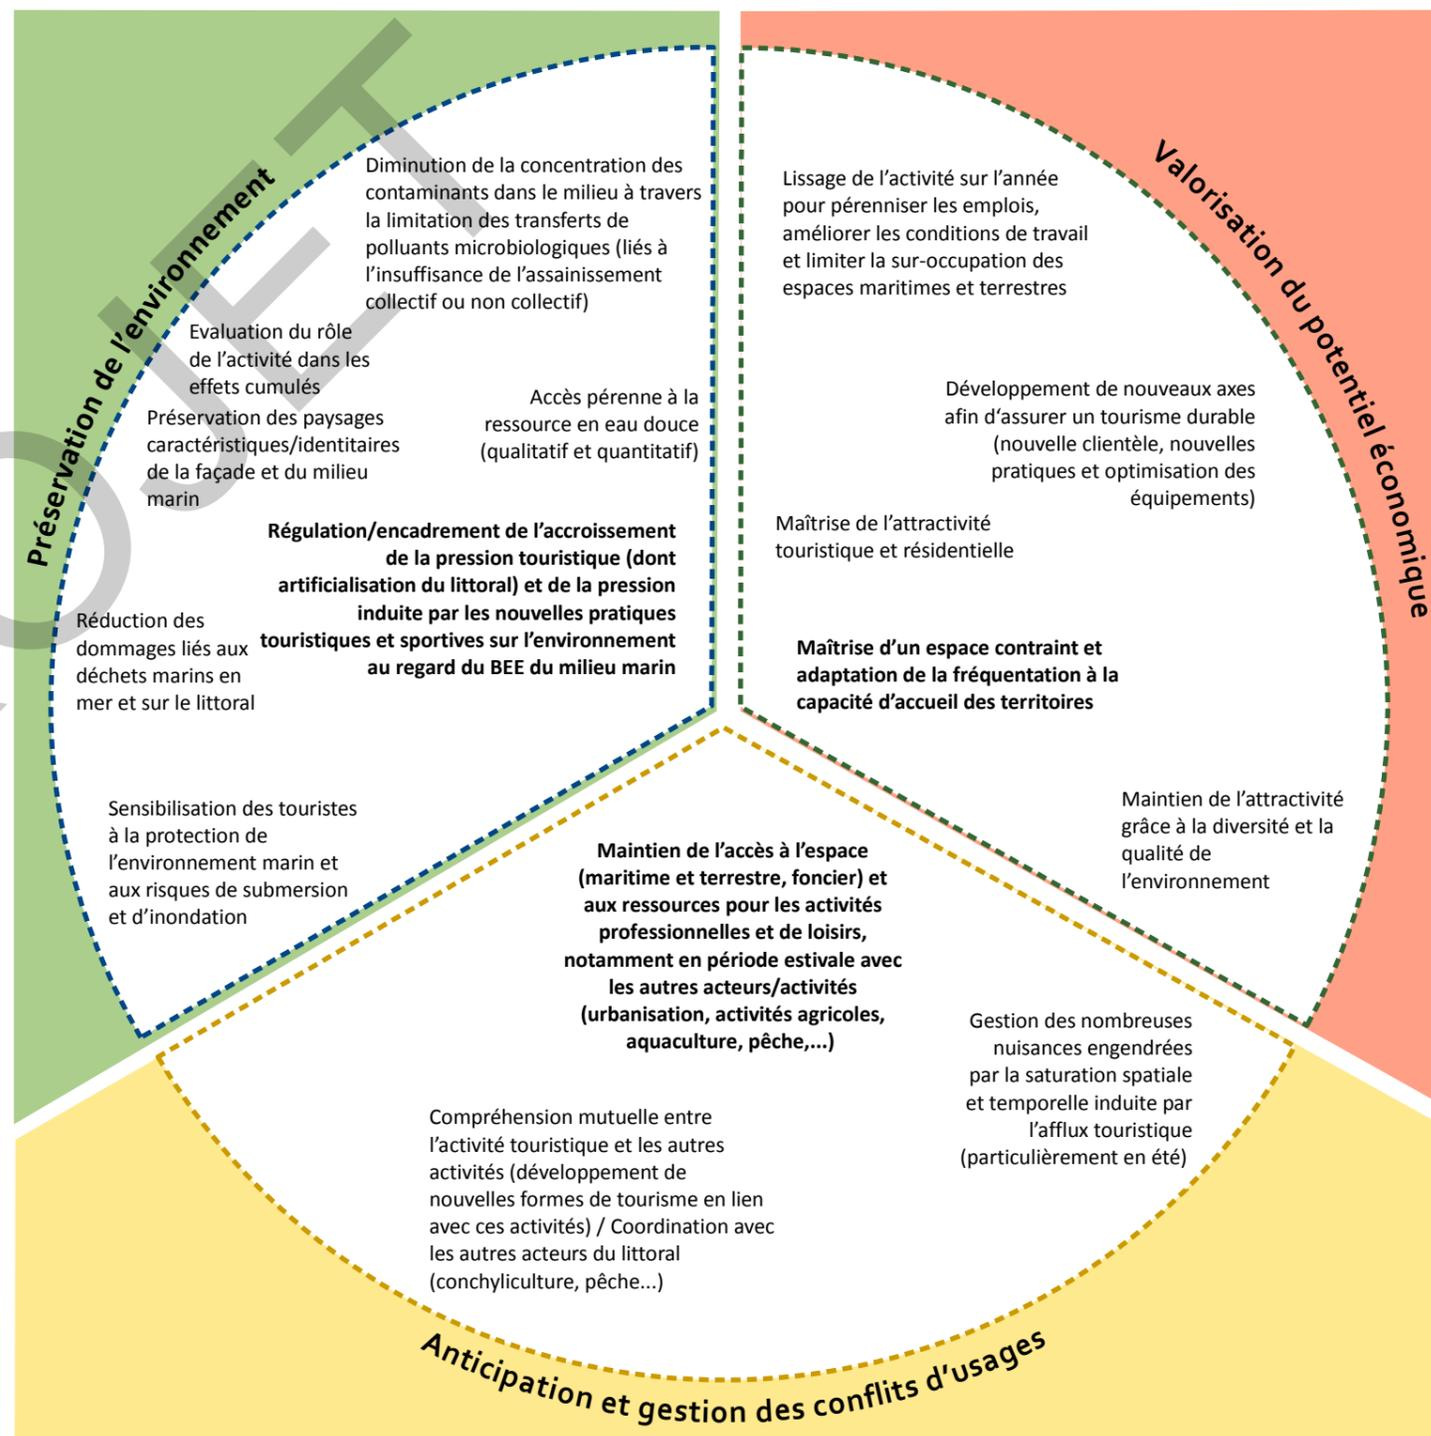 Préservation de l’environnement
Diminution de la concentration des
contaminants dans le milieu à travers
la limitation des transferts de
polluants microbiologiques (liés à
l’insuffisance de l’assainissement
collectif ou non collectif)
Evaluation du rôle
de l’activité dans les
effets cumulés
Accès pérenne à la
ressource en eau douce
(qualitatif et quantitatif)
Préservation des paysages
caractéristiques/identitaires
de la façade et du milieu
marin
Régulation/encadrement de l’accroissement
de la pression touristique (dont
artificialisation du littoral) et de la pression
induite par les nouvelles pratiques
touristiques et sportives sur l’environnement
au regard du BEE du milieu marin
Réduction des
dommages liés aux
déchets marins en
mer et sur le littoral
Sensibilisation des touristes
à la protection de
l’environnement marin et
aux risques de submersion
et d’inondation
Valorisation du potentiel économique
Lissage de l’activité sur l’année
pour pérenniser les emplois,
améliorer les conditions de travail
et limiter la sur-occupation des
espaces maritimes et terrestres
Développement de nouveaux axes
afin d‘assurer un tourisme durable
(nouvelle clientèle, nouvelles
pratiques et optimisation des
équipements)
Maîtrise de l’attractivité
touristique et résidentielle
Maîtrise d’un espace contraint et
adaptation de la fréquentation à la
capacité d’accueil des territoires
Maintien de l’attractivité
grâce à la diversité et la
qualité de
l’environnement
Maintien de l’accès à l’espace
(maritime et terrestre, foncier) et
aux ressources pour les activités
professionnelles et de loisirs,
notamment en période estivale avec
les autres acteurs/activités
(urbanisation, activités agricoles,
aquaculture, pêche,...)
Gestion des nombreuses
nuisances engendrées
par la saturation spatiale
et temporelle induite par
l’afflux touristique
(particulièrement en été)
Compréhension mutuelle entre
l’activité touristique et les autres
activités (développement de
nouvelles formes de tourisme en lien
avec ces activités) / Coordination avec
les autres acteurs du littoral
(conchyliculture, pêche...)
Anticipation et gestion des conflits d’usages
OJET